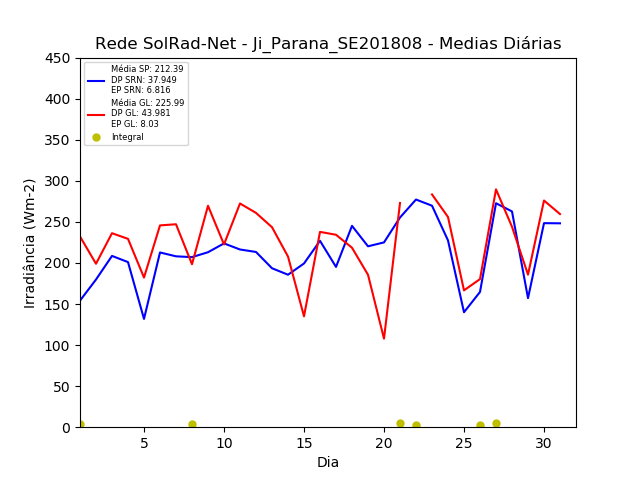 Rede SolRad-Net - Ji_Parana_SE201808 - Medias Diárias
450
400
350
300
250
200
150
100
50
0
Irradiância (Wm-2)
Média SP: 212.39
DP SRN: 37.949
EP SRN: 6.816
Média GL: 225.99
DP GL: 43.981
EP GL: 8.03
Integral
5
10
15
20
25
30
Dia